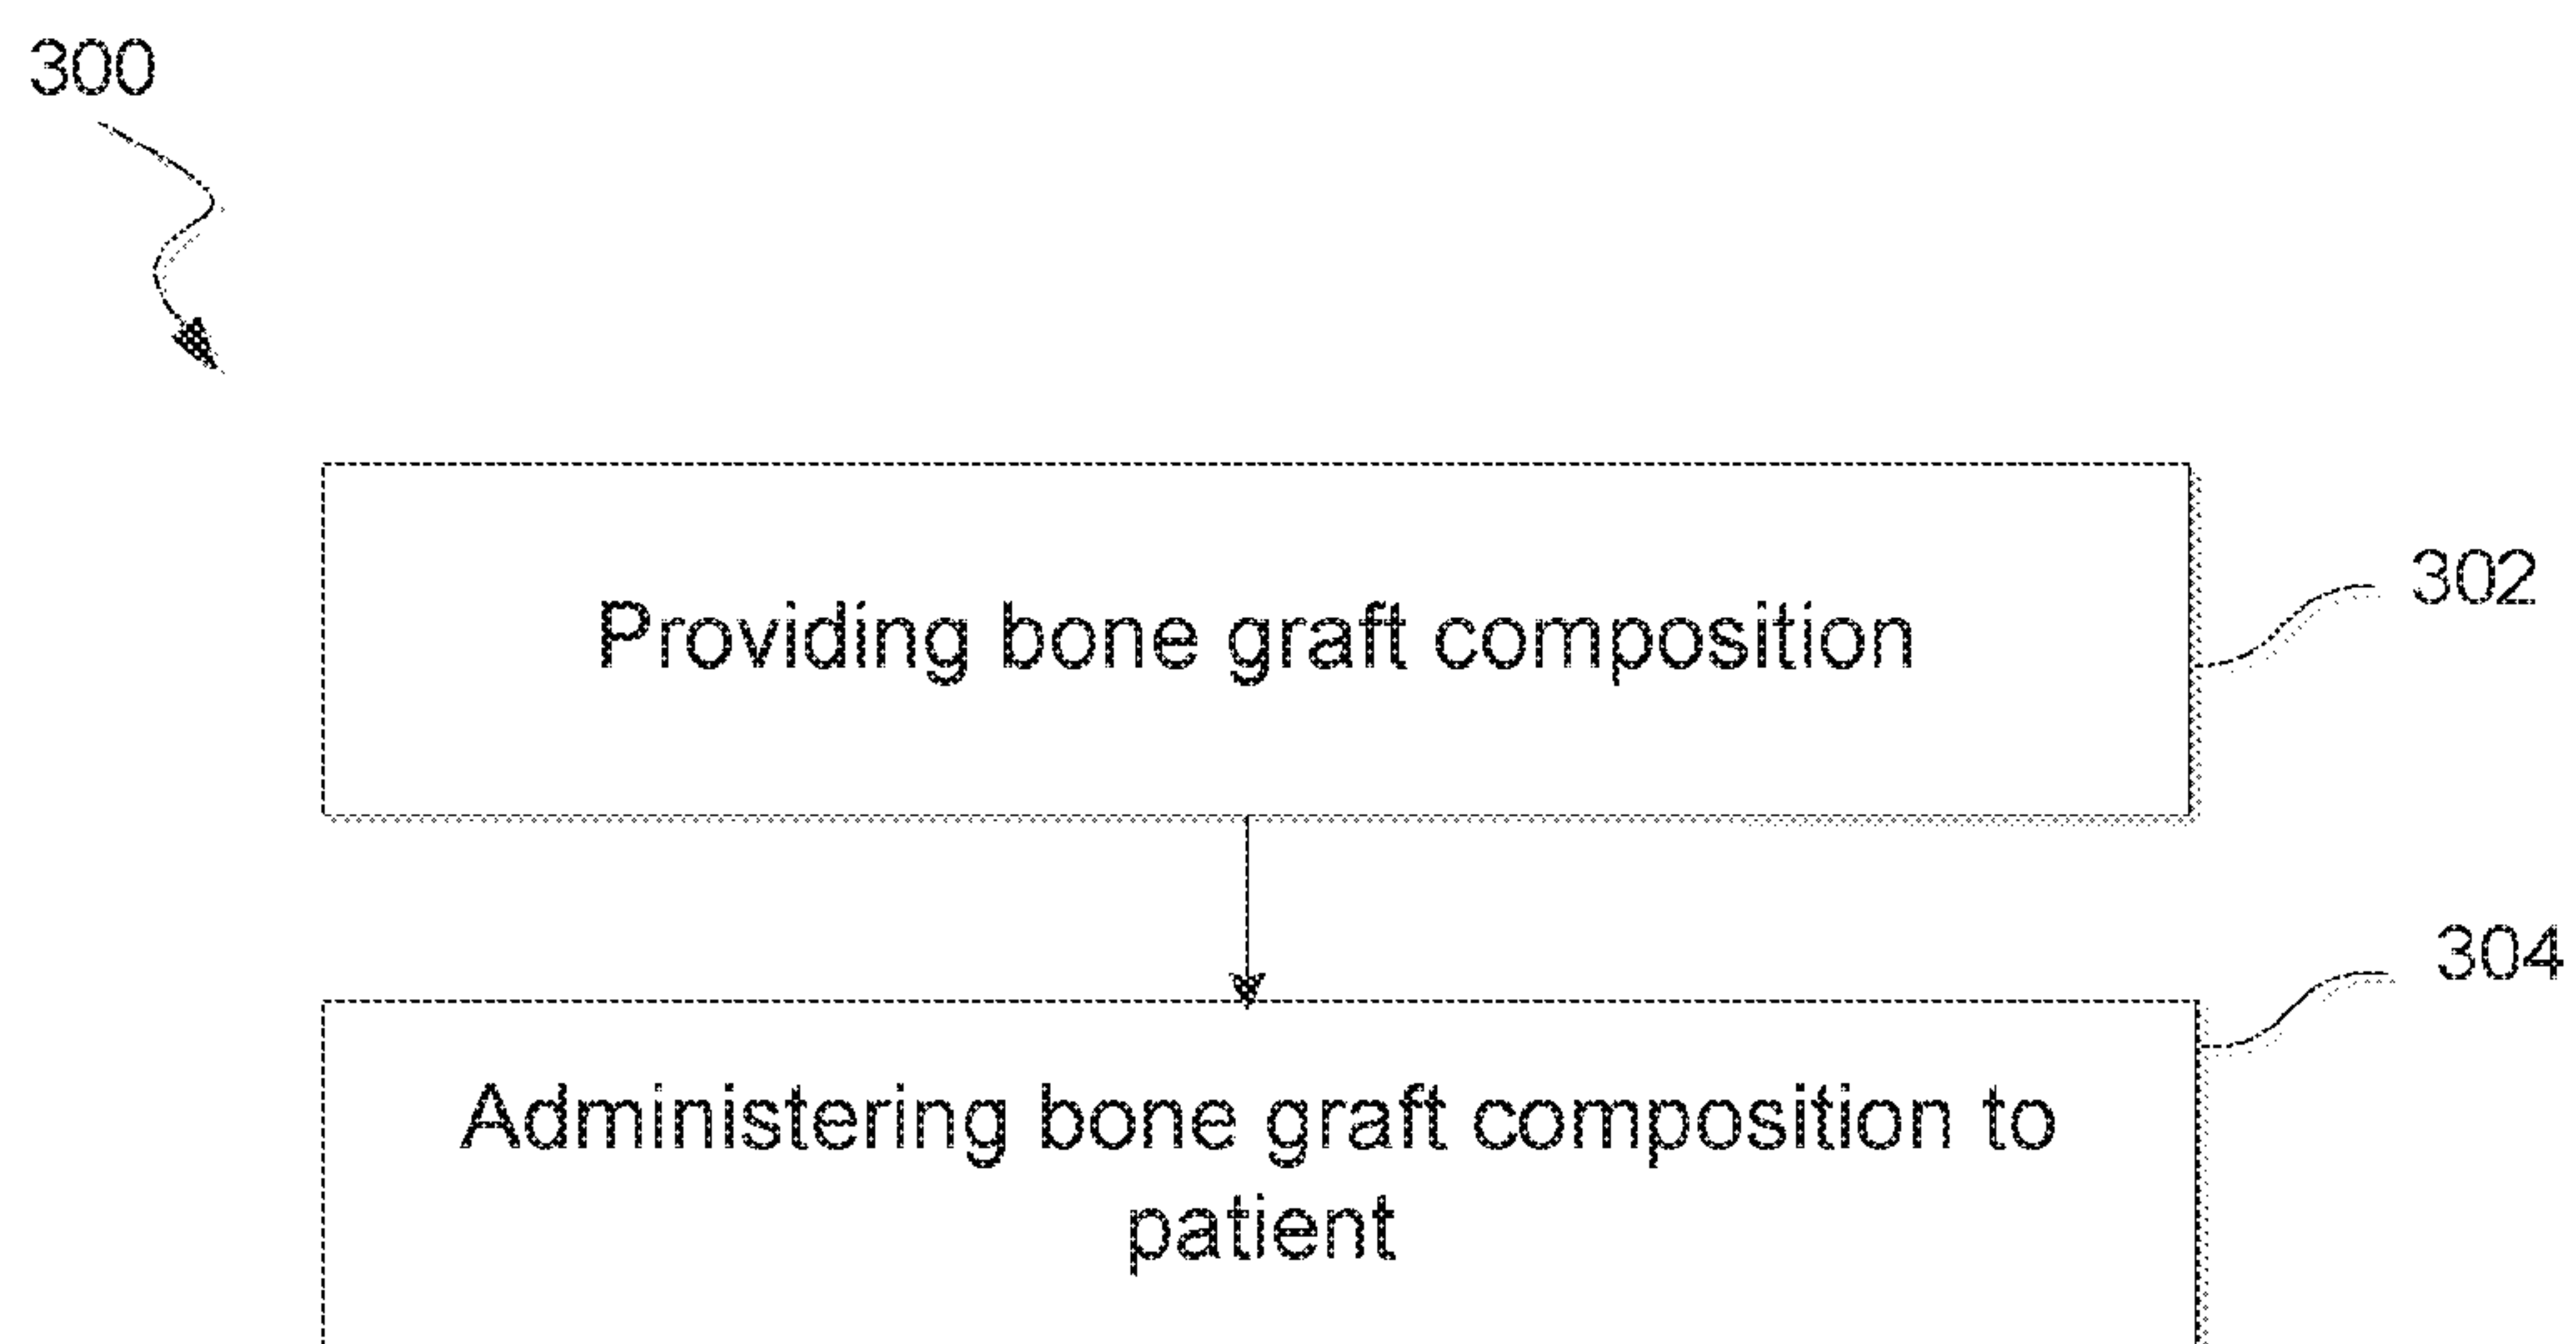 300
Providing bone graft composition
302
304
Administering bone graft composition to
patient